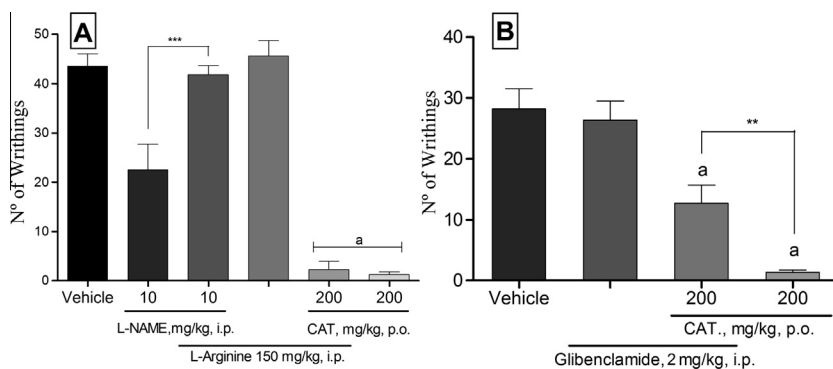 A
Nº of Writhings
50
40
30
20
10
0
***
a
Vehicle 10 10 200 200
L-NAME,mg/kg, i.p. CAT, mg/kg, p.o.
L-Arginine 150 mg/kg, i.p.
B
Nº of Writhings
40
30
20
10
0
**
a
a
Vehicle 200 200
CAT., mg/kg, p.o.
Glibenclamide, 2 mg/kg, i.p.